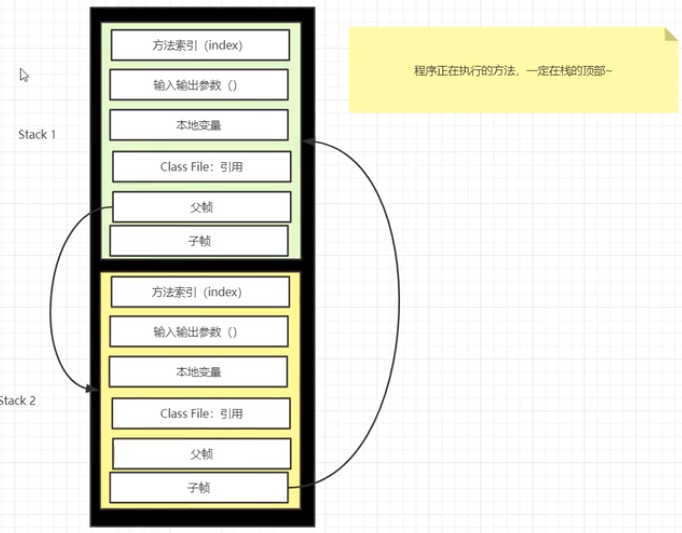 方法索引（index）
程序正在执行的方法，一定在栈的顶部~
输入输出参数（）
本地变量
Stack 1
Class File：引用
父帧
子帧
方法索引（index）
输入输出参数（）
本地变量
Stack 2
Class File：引用
父帧
子帧